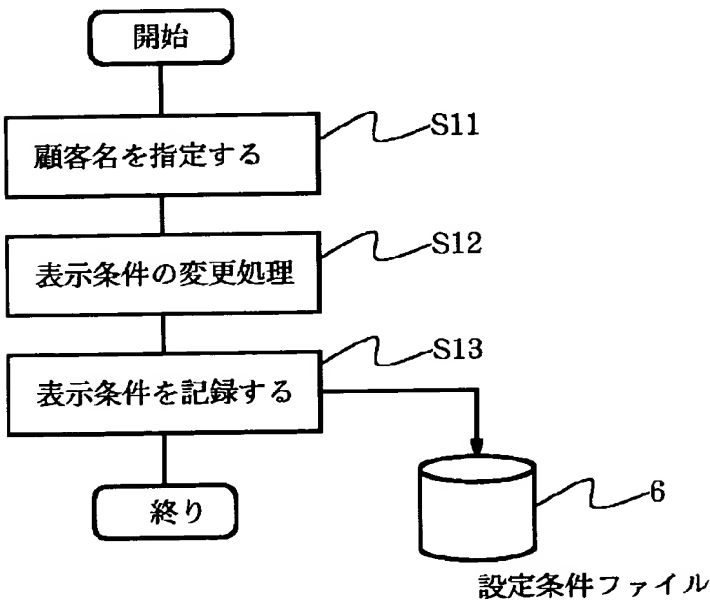 開始
顧客名を指定する
S11
表示条件の変更処理
S12
表示条件を記録する
S13
終り
6
設定条件ファイル